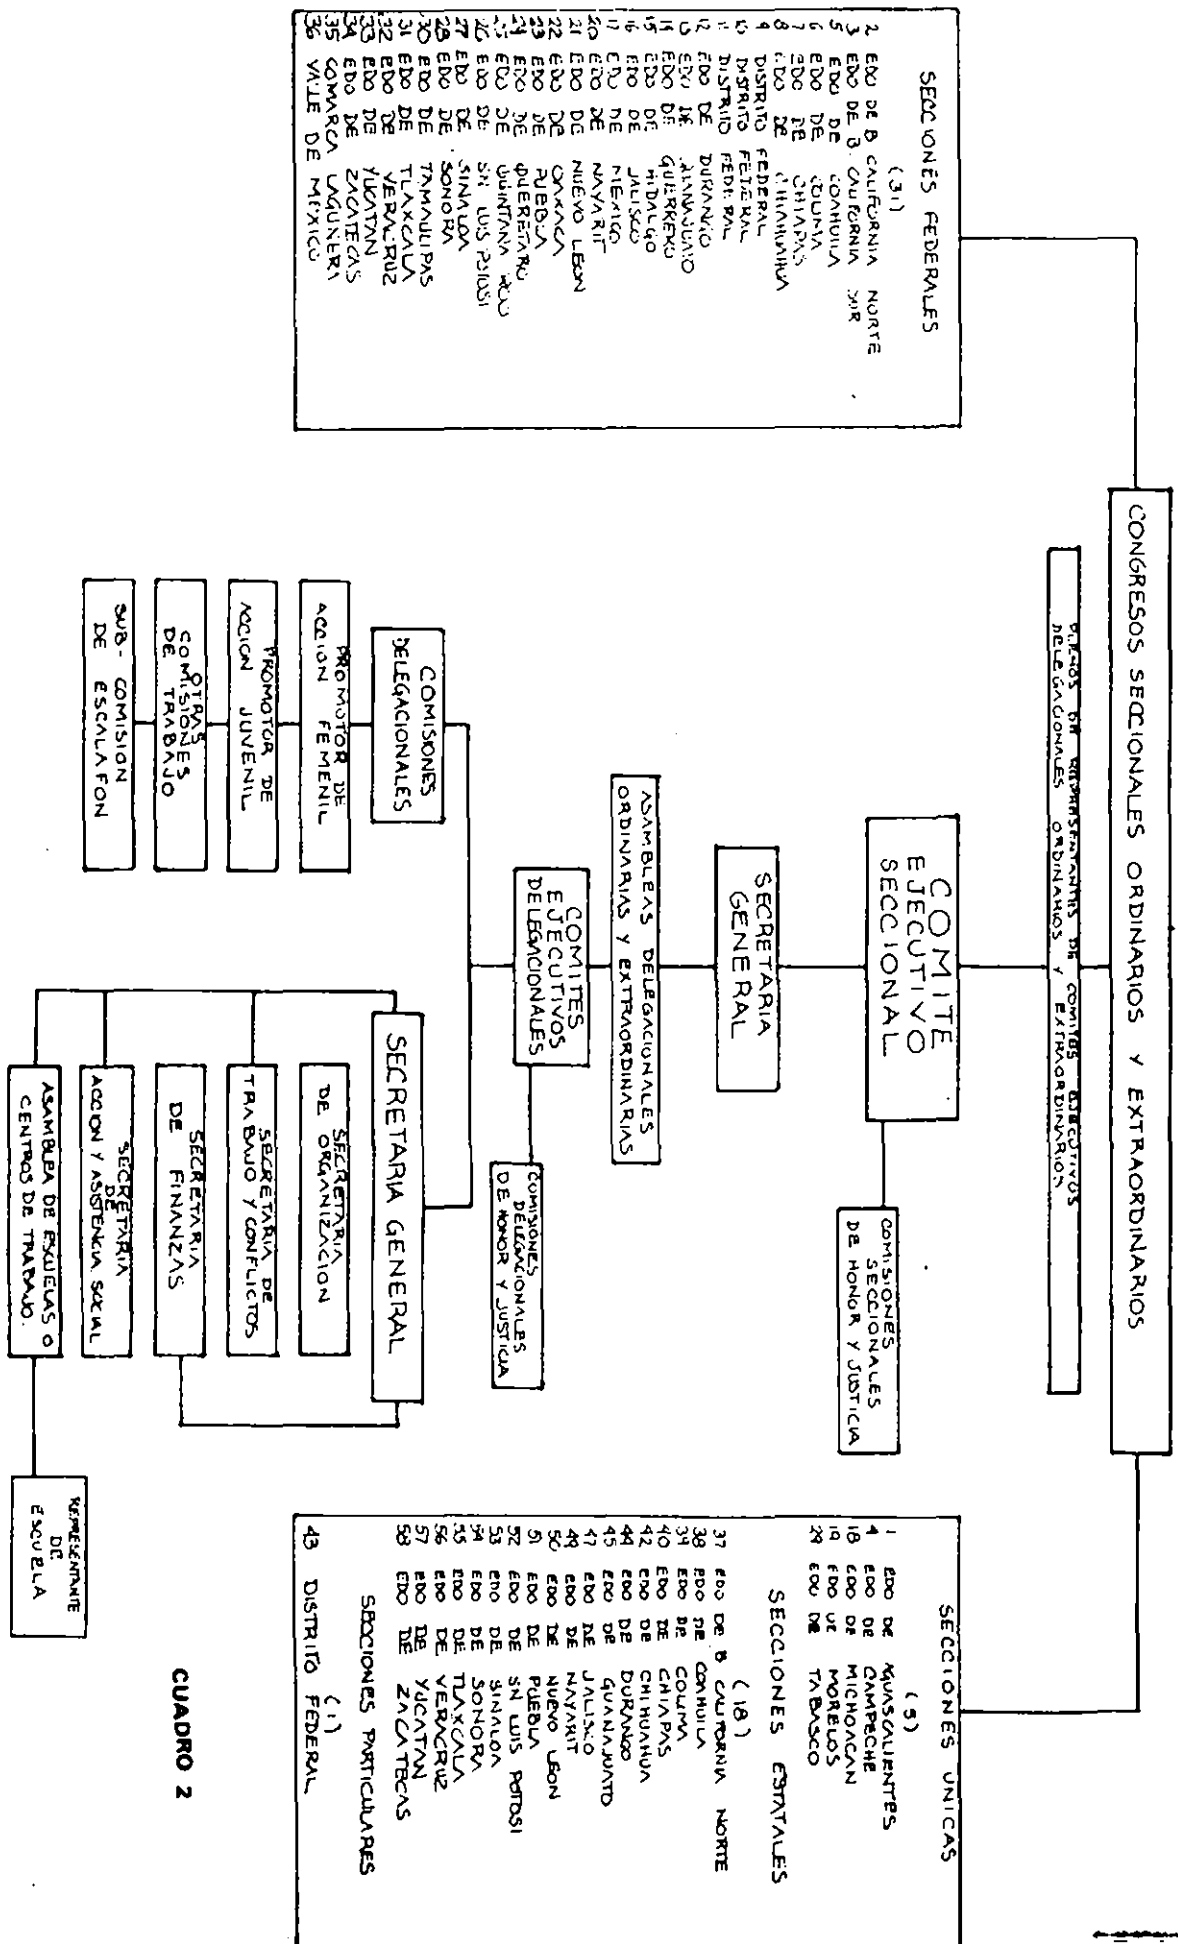 CONGRESOS SECCIONALES ORDINARIOS Y EXTRAORDINARIOS
PLENOS DE REPRESENTANTES DE COMITES EJECUTIVOS
DELEGACIONALES ORDINARIOS Y EXTRAORDINARIOS
SECCIONES FEDERALES
(31)
2 EDO DE B CALIFORNIA NORTE
3 EDO DE B. CALIFORNIA SUR
5 EDO DE COAHUILA
6 EDO DE COLIMA
7 EDO DE CHIAPAS
8 EDO DE CHIHUAHUA
9 DISTRITO FEDERAL
10 DISTRITO FEDERAL
11 DISTRITO FEDERAL
12 EDO DE DURANGO
13 EDO DE GUANAJUATO
14 EDO DE GUERRERO
15 EDO DE HIDALGO
16 EDO DE JALISCO
17 EDO DE MEXICO
20 EDO DE NAYARIT
21 EDO DE NUEVO LEON
22 EDO DE OAXACA
23 EDO DE PUEBLA
24 EDO DE QUERETARO
25 EDO DE QUINTANA ROO
26 EDO DE SN LUIS POTOSI
27 EDO DE SINALOA
28 EDO DE SONORA
30 EDO DE TAMAULIPAS
31 EDO DE TLAXCALA
32 EDO DE VERACRUZ
33 EDO DE YUCATAN
34 EDO DE ZACATECAS
35 COMARCA LAGUNERA
36 VALLE DE MEXICO
COMITE
EJECUTIVO
SECCIONAL
COMISIONES
SECCIONALES
DE HONOR Y JUSTICIA
SECRETARIA
GENERAL
ASAMBLEAS DELEGACIONALES
ORDINARIAS Y EXTRAORDINARIAS
COMITES
EJECUTIVOS
DELEGACIONALES
COMISIONES
DELEGACIONALES
DE HONOR Y JUSTICIA
COMISIONES
DELEGACIONALES
PROMOTOR DE
ACCION FEMENIL
PROMOTOR DE
ACCION JUVENIL
OTRAS
COMISIONES
DE TRABAJO
SUB-COMISION
DE ESCALAFON
SECRETARIA GENERAL
SECRETARIA
DE ORGANIZACION
SECRETARIA DE
TRABAJO Y CONFLICTOS
SECRETARIA
DE FINANZAS
SECRETARIA
DE
ACCION Y ASISTENCIA SOCIAL
ASAMBLEA DE ESCUELAS O
CENTROS DE TRABAJO.
REPRESENTANTE
DE
ESCUELA
SECCIONES UNICAS
(5)
1 EDO DE AGUASCALIENTES
4 EDO DE CAMPECHE
18 EDO DE MICHOACAN
19 EDO DE MORELOS
29 EDO DE TABASCO
SECCIONES ESTATALES
(18)
37 EDO DE B CALIFORNIA NORTE
38 EDO DE COAHUILA
39 EDO DE COLIMA
40 EDO DE CHIAPAS
42 EDO DE CHIHUAHUA
44 EDO DE DURANGO
45 EDO DE GUANAJUATO
47 EDO DE JALISCO
49 EDO DE NAYARIT
50 EDO DE NUEVO LEON
51 EDO DE PUEBLA
52 EDO DE SN LUIS POTOSI
53 EDO DE SINALOA
54 EDO DE SONORA
55 EDO DE TLAXCALA
56 EDO DE VERACRUZ
57 EDO DE YUCATAN
58 EDO DE ZACATECAS
SECCIONES PARTICULARES
(1)
43 DISTRITO FEDERAL
CUADRO 2